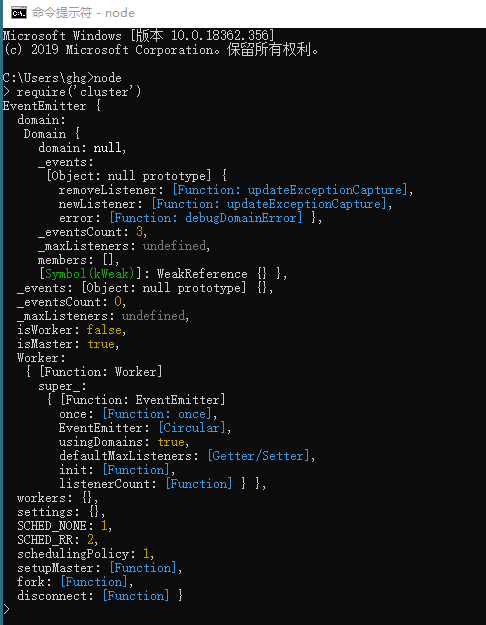 命令提示符 - node
Microsoft Windows [版本 10.0.18362.356]
(c) 2019 Microsoft Corporation。保留所有权利。
C:\Users\ghg>node
> require('cluster')
EventEmitter {
  domain:
   Domain {
     domain: null,
     _events:
      [Object: null prototype] {
        removeListener: [Function: updateExceptionCapture],
        newListener: [Function: updateExceptionCapture],
        error: [Function: debugDomainError] },
     _eventsCount: 3,
     _maxListeners: undefined,
     members: [],
     [Symbol(kWeak)]: WeakReference {} },
  _events: [Object: null prototype] {},
  _eventsCount: 0,
  _maxListeners: undefined,
  isWorker: false,
  isMaster: true,
  Worker:
   { [Function: Worker]
     super_:
      { [Function: EventEmitter]
        once: [Function: once],
        EventEmitter: [Circular],
        usingDomains: true,
        defaultMaxListeners: [Getter/Setter],
        init: [Function],
        listenerCount: [Function] } },
  workers: {},
  settings: {},
  SCHED_NONE: 1,
  SCHED_RR: 2,
  schedulingPolicy: 1,
  setupMaster: [Function],
  fork: [Function],
  disconnect: [Function] }
>